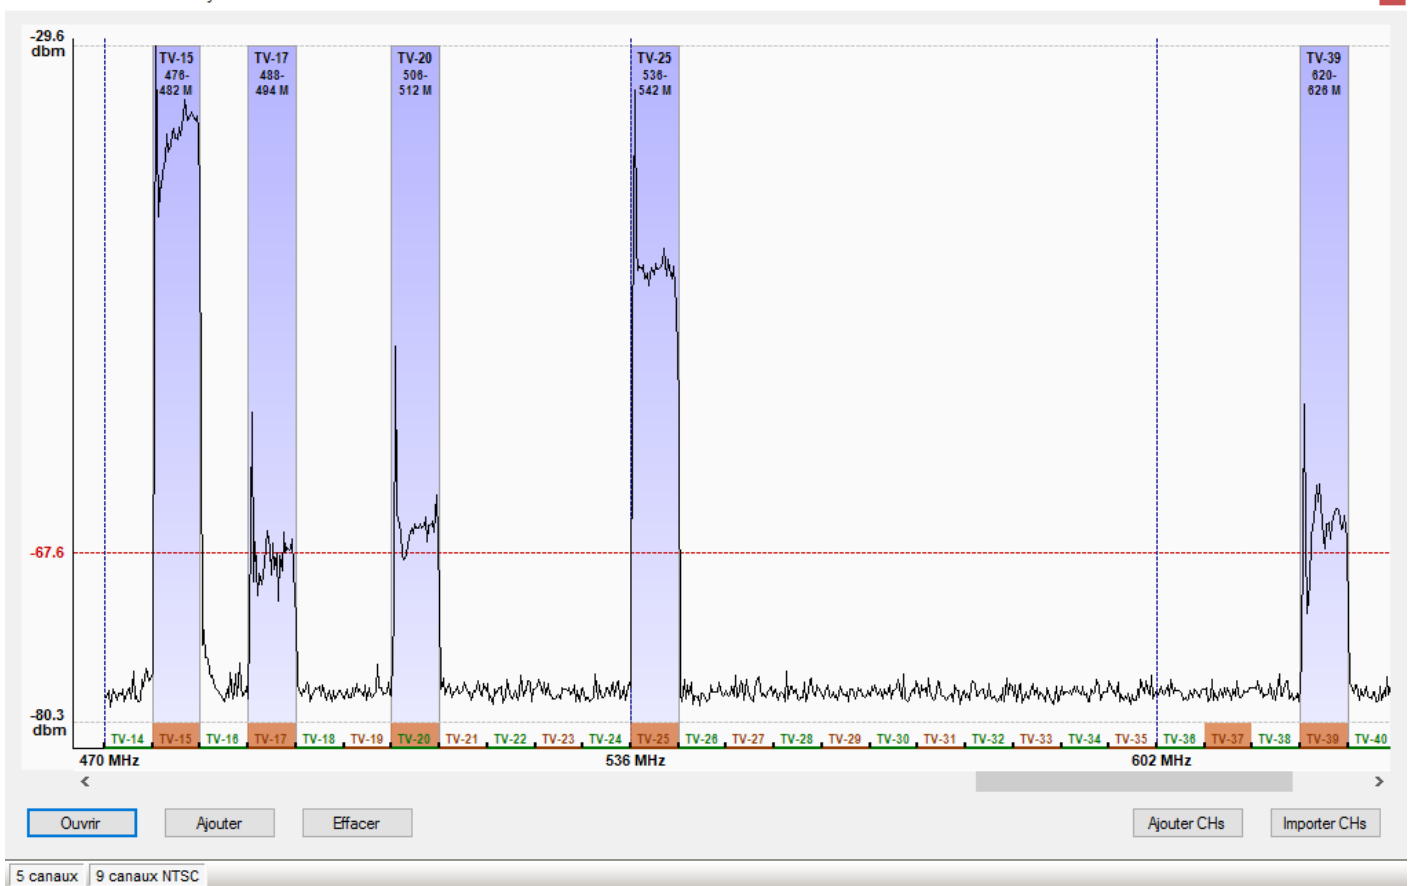 -29.6
dbm
TV-15
476-
482 M
TV-17
488-
494 M
TV-20
506-
512 M
TV-25
536-
542 M
TV-39
620-
626 M
-67.6
-80.3
dbm
TV-14 TV-15 TV-16 TV-17 TV-18 TV-19 TV-20 TV-21 TV-22 TV-23 TV-24 TV-25 TV-26 TV-27 TV-28 TV-29 TV-30 TV-31 TV-32 TV-33 TV-34 TV-35 TV-36 TV-37 TV-38 TV-39 TV-40
470 MHz 536 MHz 602 MHz
Ouvrir Ajouter Effacer Ajouter CHs Importer CHs
5 canaux 9 canaux NTSC